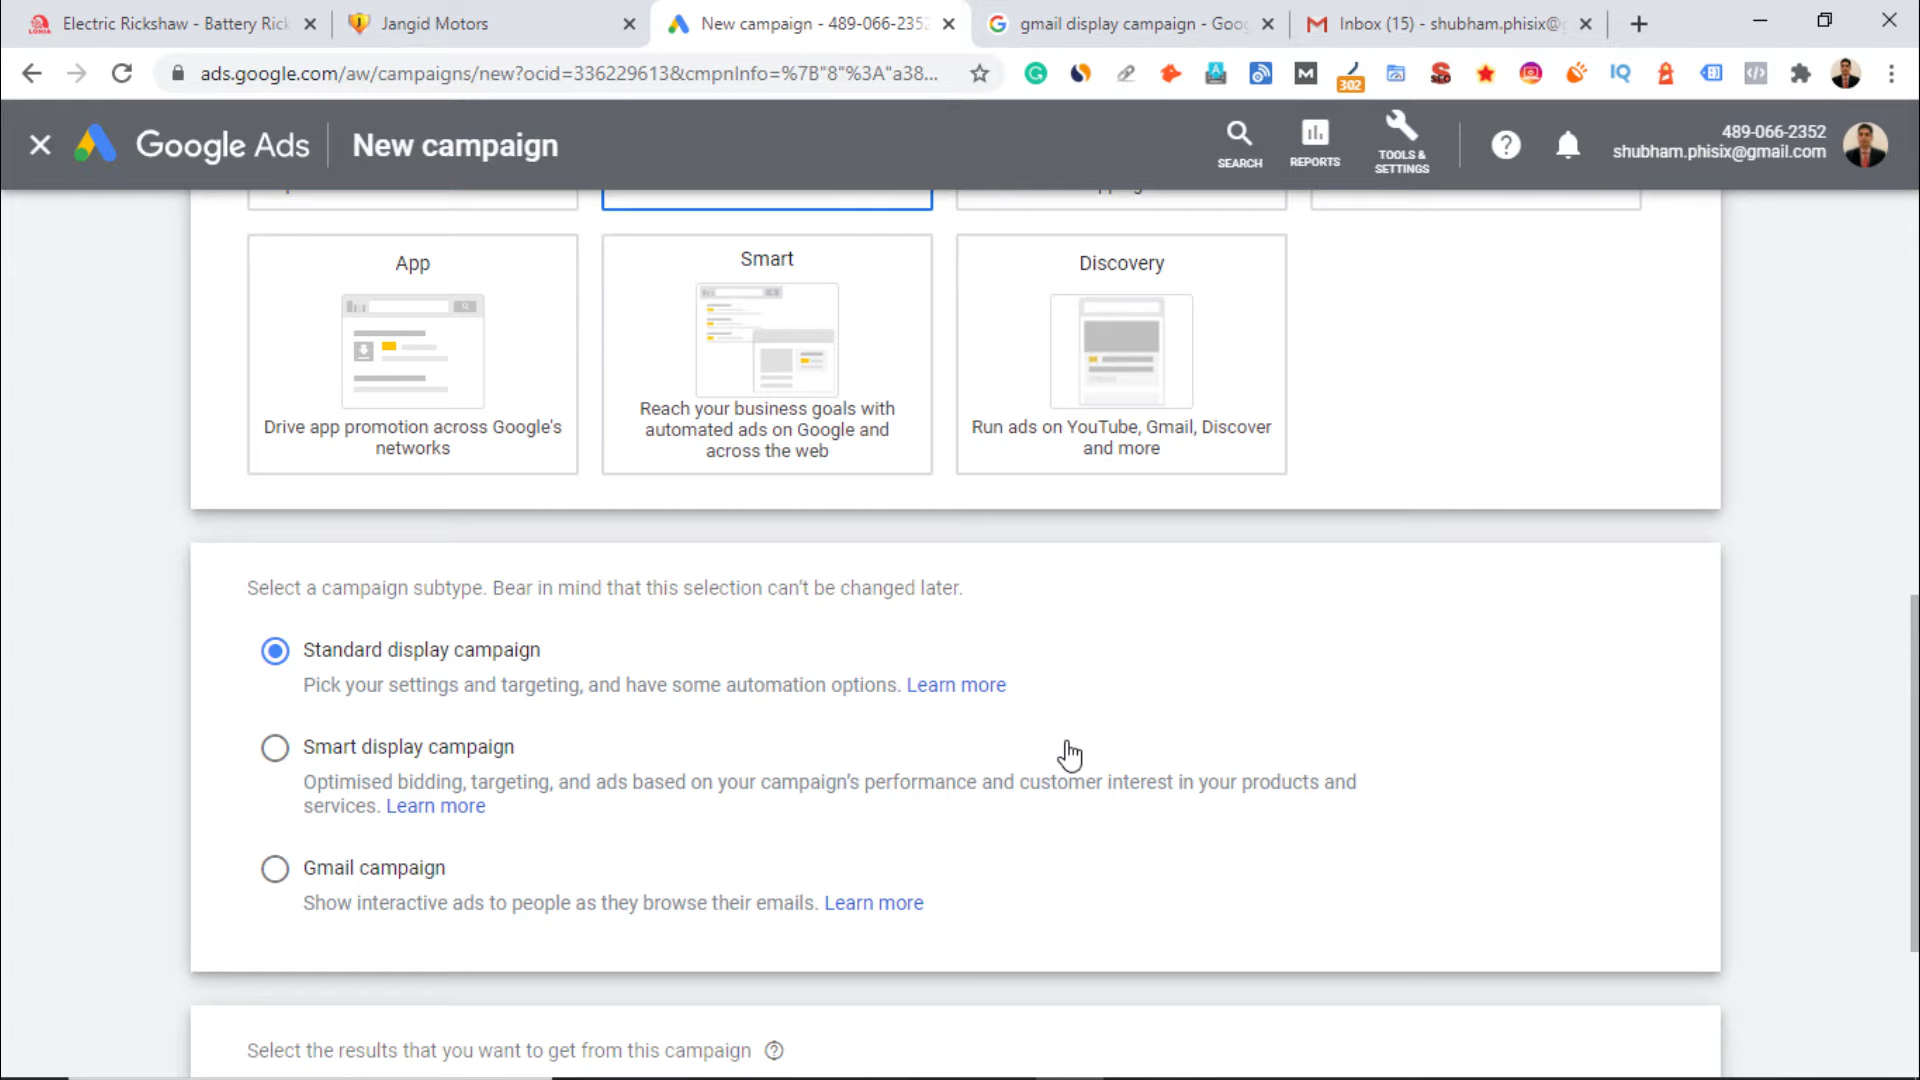 Electric Rickshaw - Battery Rick
Jangid Motors
New campaign - 489-066-2352
gmail display campaign - Goog
Inbox (15) - shubham.phisix@g
ads.google.com/aw/campaigns/new?ocid=336229613&cmpnInfo=%7B"8"%3A"a38...
302
Google Ads
New campaign
SEARCH
REPORTS
TOOLS &
SETTINGS
489-066-2352
shubham.phisix@gmail.com
App
Smart
Discovery
Drive app promotion across Google's
networks
Reach your business goals with
automated ads on Google and
across the web
Run ads on YouTube, Gmail, Discover
and more
Select a campaign subtype. Bear in mind that this selection can't be changed later.
Standard display campaign
Pick your settings and targeting, and have some automation options. Learn more
Smart display campaign
Optimised bidding, targeting, and ads based on your campaign's performance and customer interest in your products and
services. Learn more
Gmail campaign
Show interactive ads to people as they browse their emails. Learn more
Select the results that you want to get from this campaign